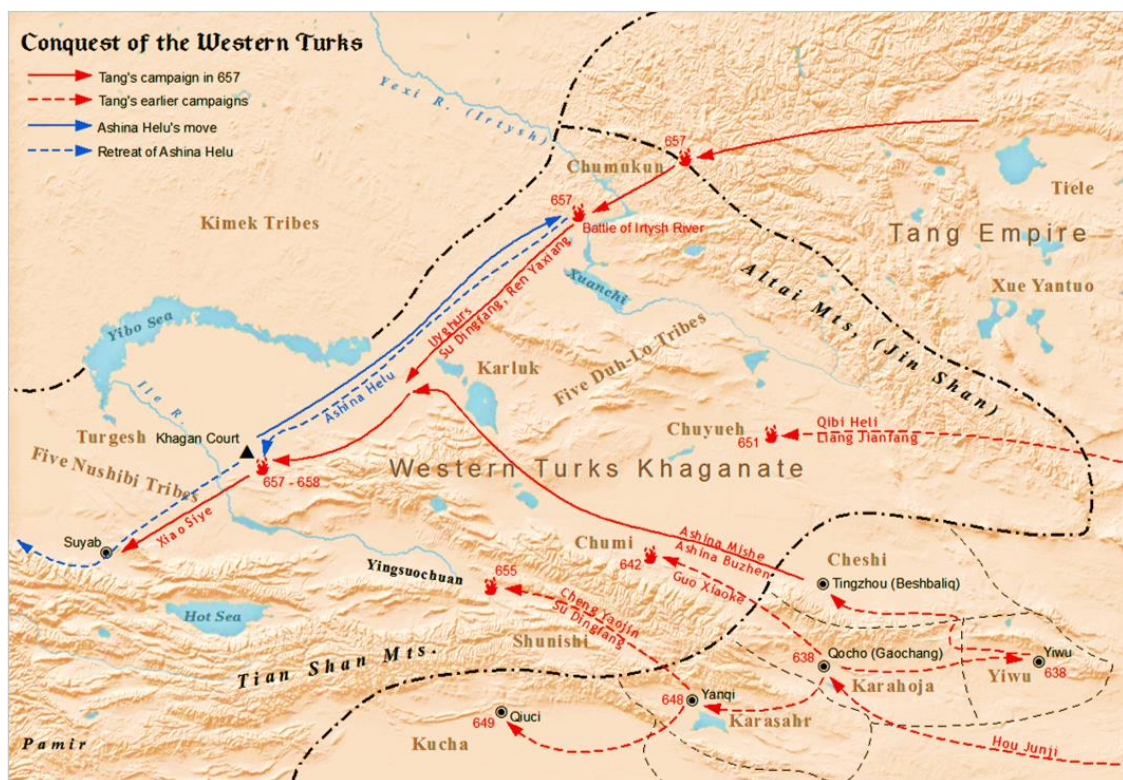 Conquest of the Western Turks
Tang's campaign in 657
Tang's earlier campaigns
Ashina Helu's move
Retreat of Ashina Helu
Yexi R. (Irtysh)
657
Chumukun
Tiele
657
Kimek Tribes
Battle of Irtysh River
Tang Empire
Xuanchi
Altai Mts, (Jin Shan)
Xue Yantuo
Yibo Sea
Uyghurs
Su Dingfang, Ren Yaxiang
Five Duh-Lo Tribes
Karluk
Ashina Helu
Ile R.
Turgesh
Khagan Court
Chuyueh
651
Qibi Heli
Liang Jianfang
Five Nushibi Tribes
Western Turks Khaganate
657 - 658
Xiao Siye
Suyab
Ashina Mishe
Ashina Buzhen
Chumi
642
Guo Xiaoke
Cheshi
Tingzhou (Beshbaliq)
Yingsuochuan
655
Cheng Yaojin
Su Dingfang
Hot Sea
Shunishi
Tian Shan Mts.
638
Qocho (Gaochang)
Yiwu
638
Yiwu
Karahoja
648
Yanqi
Karasahr
649
Qiuci
Kucha
Hou Junji
Pamir